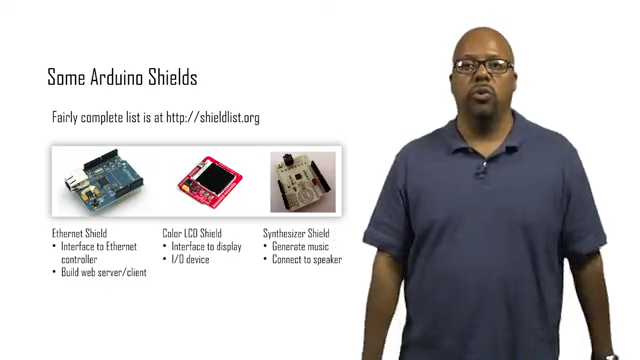 Some Arduino Shields
Fairly complete list is at http://shieldlist.org
Ethernet Shield
• Interface to Ethernet
controller
• Build web server/client
Color LCD Shield
• Interface to display
• I/O device
Synthesizer Shield
• Generate music
• Connect to speaker